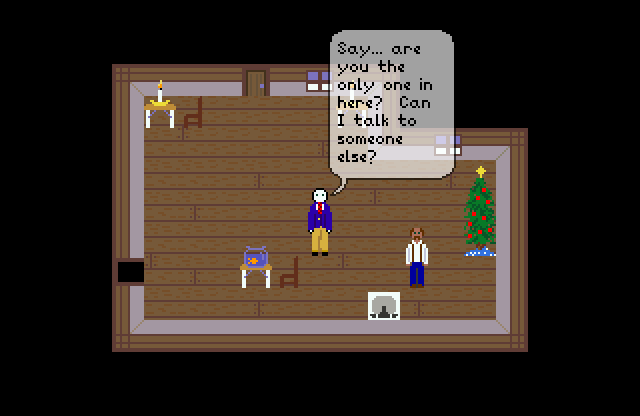 Say... are
you the
only one in
here?  Can
I talk to
someone
else?